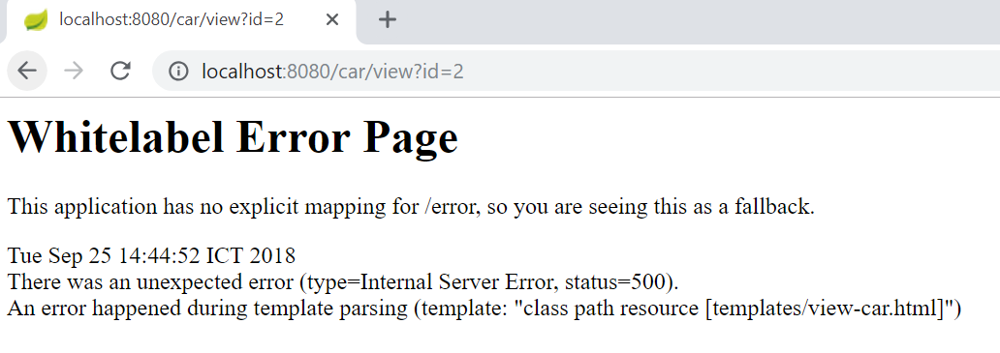 localhost:8080/car/view?id=2
localhost:8080/car/view?id=2
Whitelabel Error Page
This application has no explicit mapping for /error, so you are seeing this as a fallback.
Tue Sep 25 14:44:52 ICT 2018
There was an unexpected error (type=Internal Server Error, status=500).
An error happened during template parsing (template: "class path resource [templates/view-car.html]")